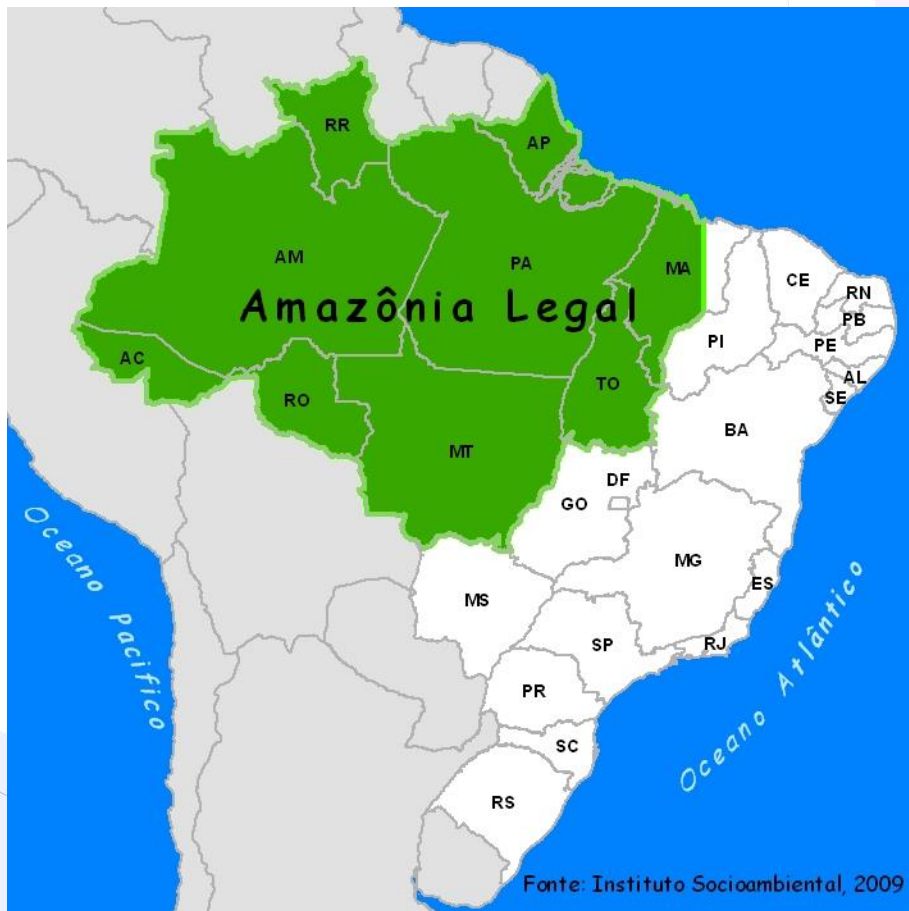 RR
AP
AM
PA
MA
CE
RN
Amazônia Legal
PB
PI
PE
AC
TO
AL
RO
SE
BA
MT
DF
GO
Oceano Pacifico
MG
ES
MS
Oceano Atlântico
SP
RJ
PR
SC
RS
Fonte: Instituto Socioambiental, 2009